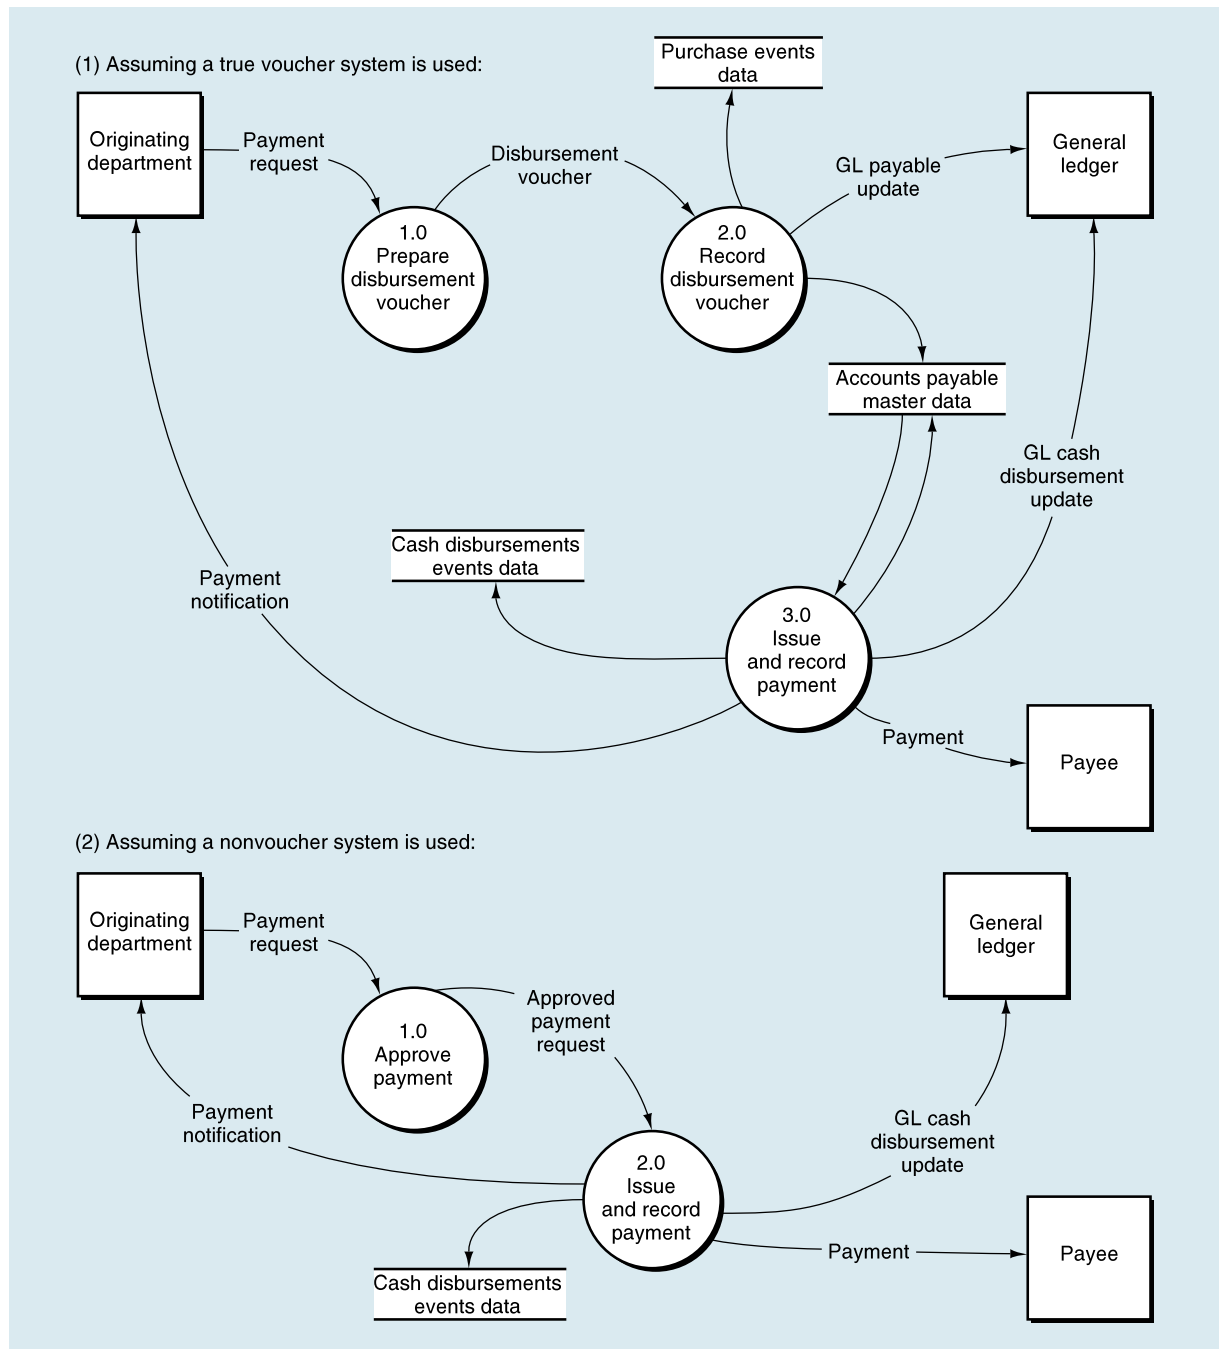 (1) Assuming a true voucher system is used:
Purchase events
data
Originating
department
Payment
request
Disbursement
voucher
GL payable
update
General
ledger
1.0
Prepare
disbursement
voucher
2.0
Record
disbursement
voucher
Accounts payable
master data
GL cash
disbursement
update
Cash disbursements
events data
Payment
notification
3.0
Issue
and record
payment
Payment
Payee
(2) Assuming a nonvoucher system is used:
Originating
department
Payment
request
General
ledger
Approved
payment
request
1.0
Approve
payment
Payment
notification
GL cash
disbursement
update
2.0
Issue
and record
payment
Payment
Payee
Cash disbursements
events data